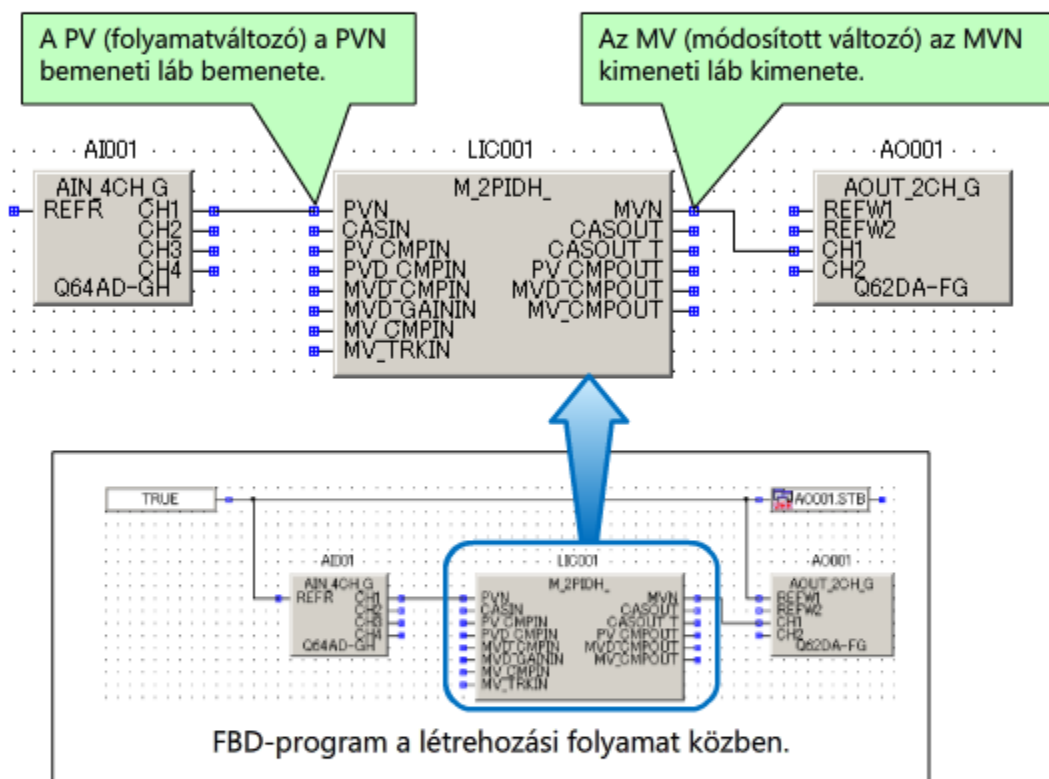 A PV (folyamatváltozó) a PVN
bemeneti láb bemenete.
Az MV (módosított változó) az MVN
kimeneti láb kimenete.
AI001
LIC001
AO001
AIN_4CH_G
REFR CH1
CH2
CH3
CH4
Q64AD-GH
M_2PIDH_
PVN MVN
CASIN CASOUT
PV_CMPIN CASOUT_T
PVD_CMPIN PV_CMPOUT
MVD_CMPIN MVD_CMPOUT
MVD_GAININ MV_CMPOUT
MV_CMPIN
MV_TRKIN
AOUT_2CH_G
REFW1
REFW2
CH1
CH2
Q62DA-FG
TRUE
AO001.STB
AI001
LIC001
AO001
AIN_4CH_G
REFR CH1
CH2
CH3
CH4
Q64AD-GH
M_2PIDH_
PVN MVN
CASIN CASOUT
PV_CMPIN CASOUT_T
PVD_CMPIN PV_CMPOUT
MVD_CMPIN MVD_CMPOUT
MVD_GAININ MV_CMPOUT
MV_CMPIN
MV_TRKIN
AOUT_2CH_G
REFW1
REFW2
CH1
CH2
Q62DA-FG
FBD-program a létrehozási folyamat közben.